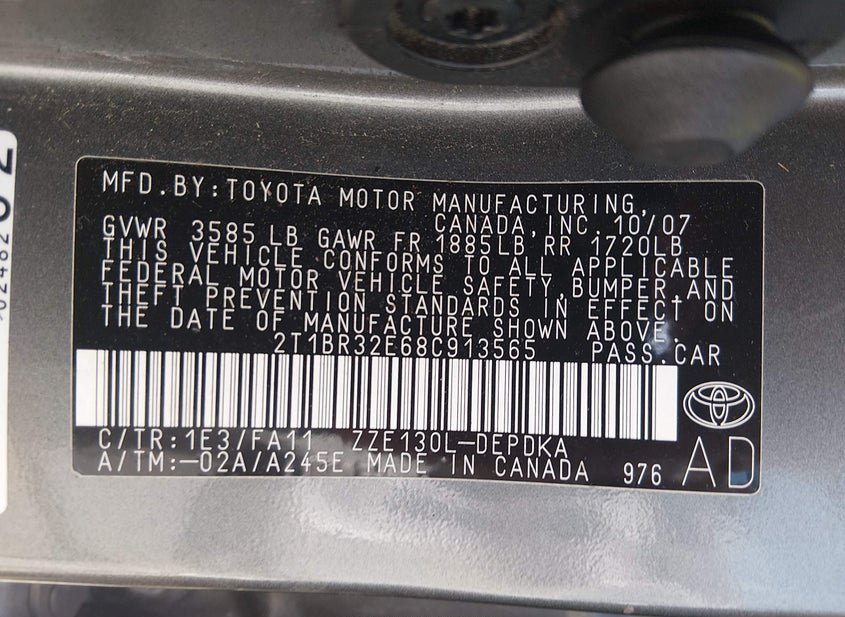 MFD.BY:TOYOTA MOTOR MANUFACTURING,
CANADA,INC. 10/07
GVWR 3585 LB GAWR FR 1885LB,RR 1720LB
THIS VEHICLE CONFORMS TO ALL APPLICABLE
FEDERAL MOTOR VEHICLE SAFETY,BUMPER AND
THEFT PREVENTION STANDARDS IN EFFECT ON
THE DATE OF MANUFACTURE SHOWN ABOVE.
2T1BR32E68C913565 PASS.CAR
C/TR:1E3/FA11 ZZE130L-DEPDKA
A/TM:-02A/A245E MADE IN CANADA 976 AD